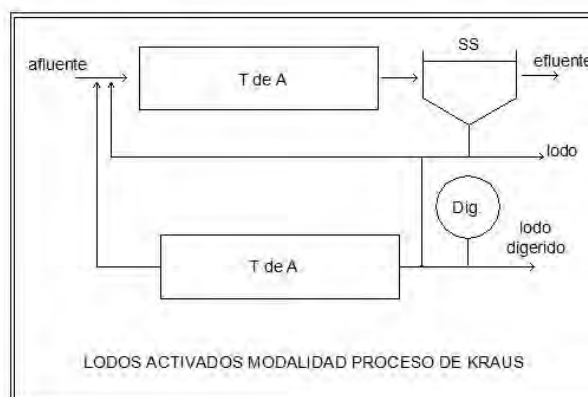 SS
afluente
T de A
efluente
lodo
Dig.
T de A
lodo
digerido
LODOS ACTIVADOS MODALIDAD PROCESO DE KRAUS